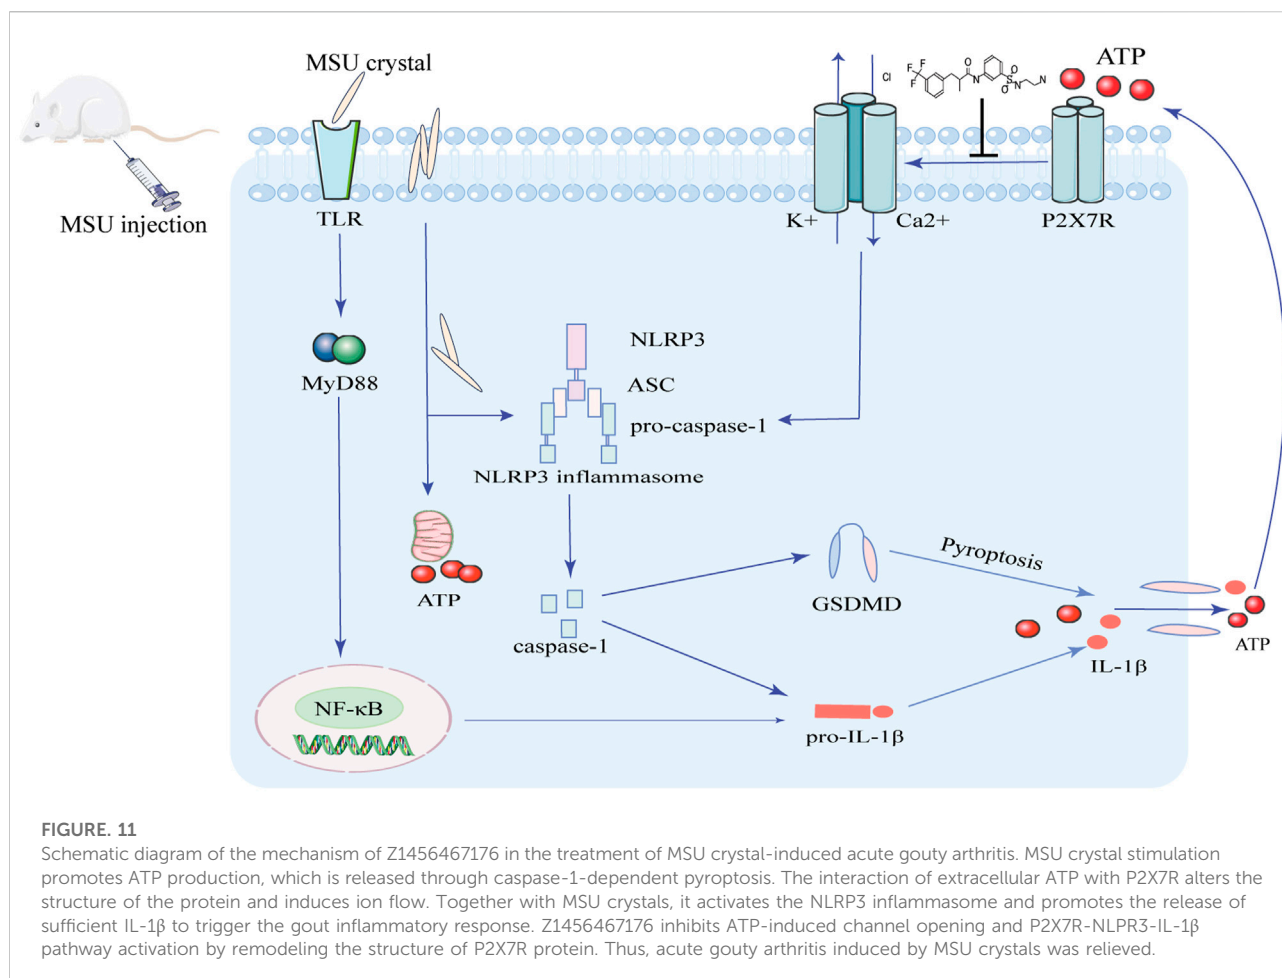 MSU crystal
ATP
Cl
F
F
F
O
N
H
O
S
O
N
N
MSU injection
TLR
K+
Ca2+
P2X7R
MyD88
NLRP3
ASC
pro-caspase-1
NLRP3 inflammasome
ATP
caspase-1
GSDMD
Pyroptosis
IL-1β
ATP
NF-κB
pro-IL-1β
FIGURE. 11
Schematic diagram of the mechanism of Z1456467176 in the treatment of MSU crystal-induced acute gouty arthritis. MSU crystal stimulation
promotes ATP production, which is released through caspase-1-dependent pyroptosis. The interaction of extracellular ATP with P2X7R alters the
structure of the protein and induces ion flow. Together with MSU crystals, it activates the NLRP3 inflammasome and promotes the release of
sufficient IL-1β to trigger the gout inflammatory response. Z1456467176 inhibits ATP-induced channel opening and P2X7R-NLPR3-IL-1β
pathway activation by remodeling the structure of P2X7R protein. Thus, acute gouty arthritis induced by MSU crystals was relieved.